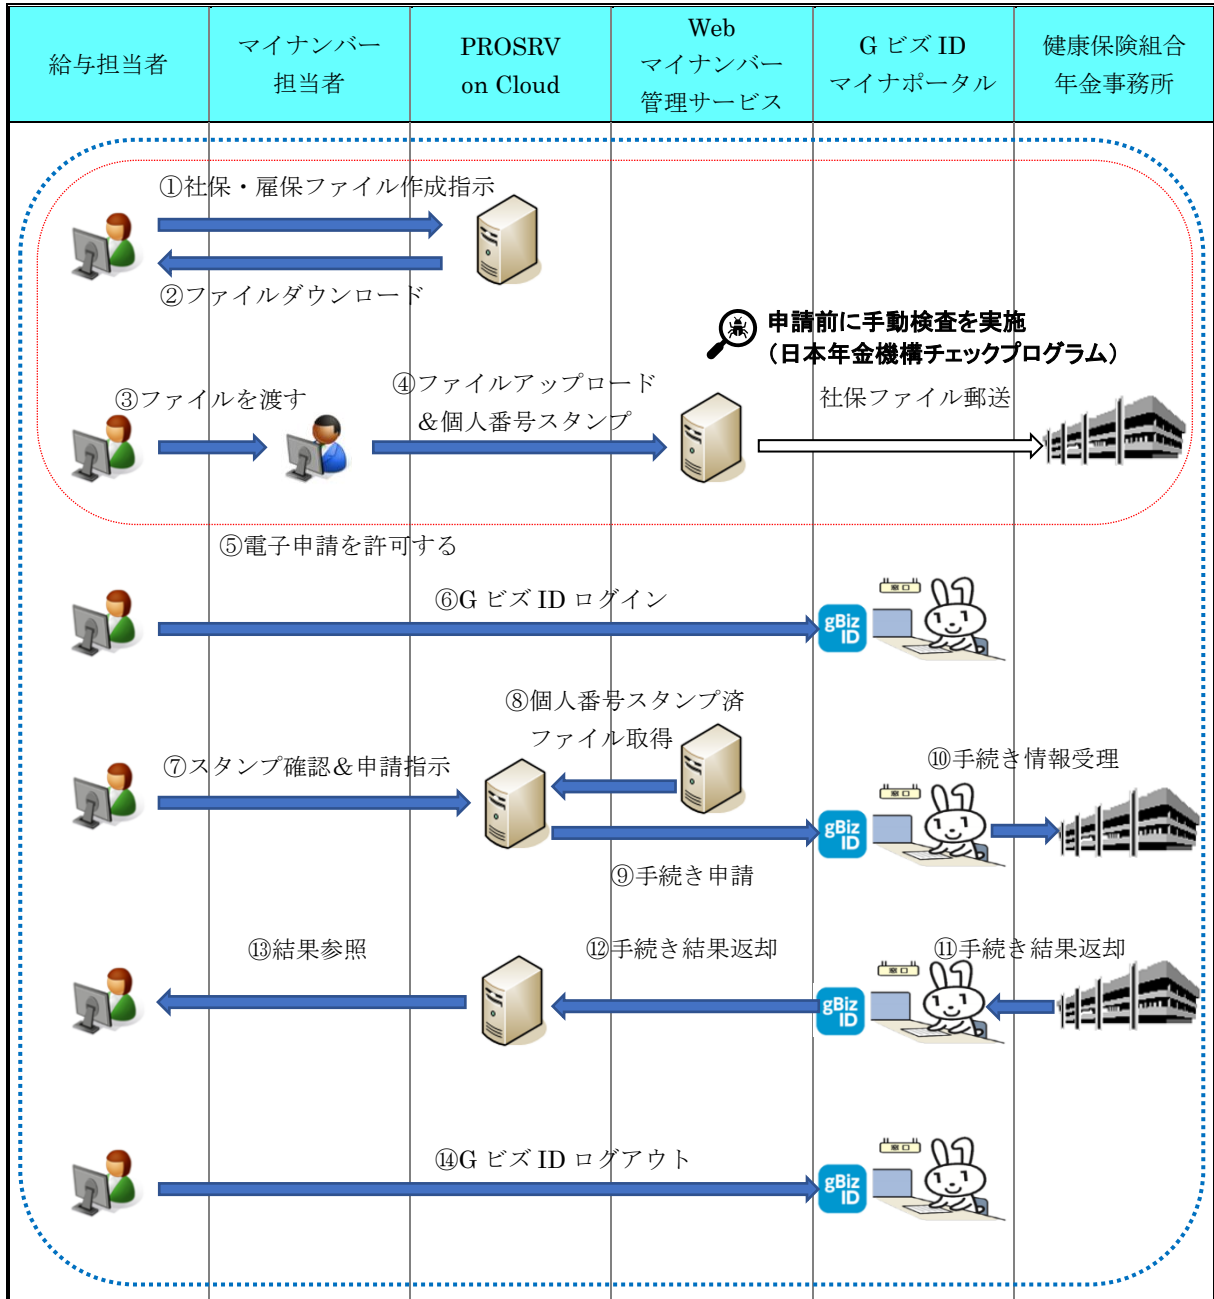 給与担当者
マイナンバー
担当者
PROSRV
on Cloud
Web
マイナンバー
管理サービス
G ビズ ID
マイナポータル
健康保険組合
年金事務所
①社保・雇保ファイル作成指示
②ファイルダウンロード
申請前に手動検査を実施
（日本年金機構チェックプログラム）
③ファイルを渡す
④ファイルアップロード
＆個人番号スタンプ
社保ファイル郵送
⑤電子申請を許可する
⑥G ビズ ID ログイン
窓口
gBiz
ID
⑧個人番号スタンプ済
ファイル取得
⑦スタンプ確認＆申請指示
⑩手続き情報受理
窓口
gBiz
ID
⑨手続き申請
⑬結果参照
⑫手続き結果返却
⑪手続き結果返却
窓口
gBiz
ID
⑭G ビズ ID ログアウト
窓口
gBiz
ID